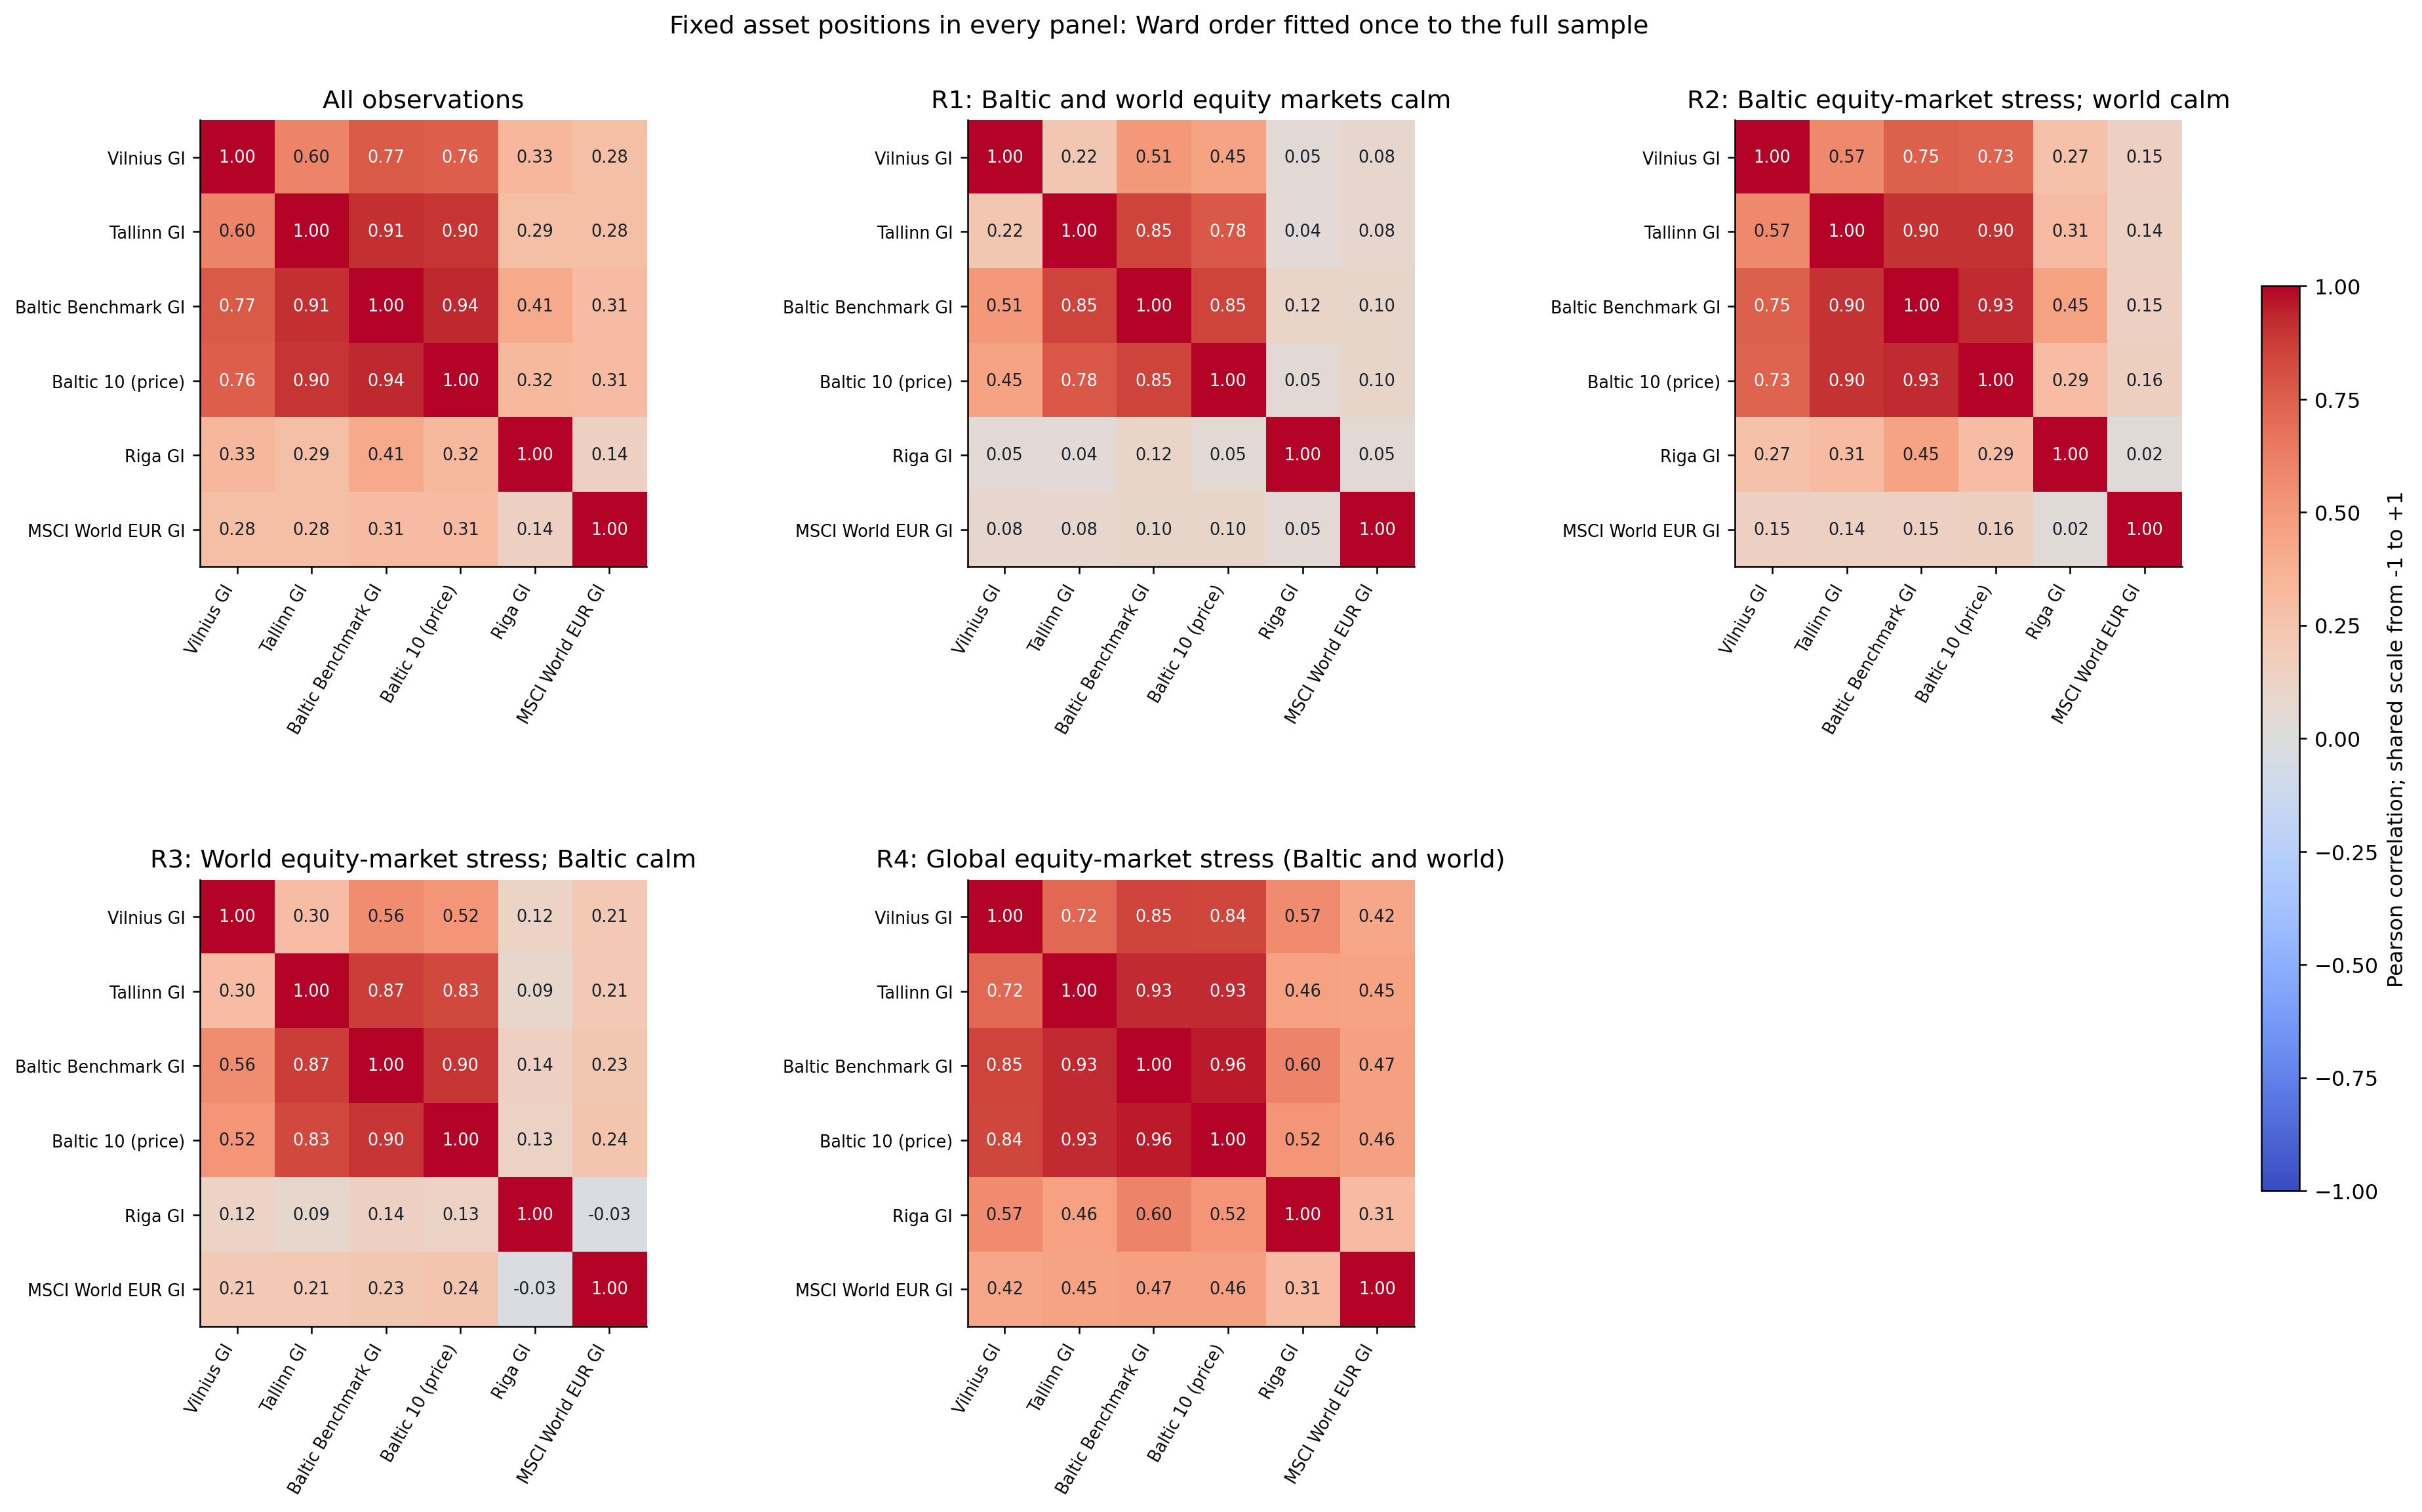 Fixed asset positions in every panel: Ward order fitted once to the full sample
All observations
Vilnius GI 1.00 0.60 0.77 0.76 0.33 0.28
Tallinn GI 0.60 1.00 0.91 0.90 0.29 0.28
Baltic Benchmark GI 0.77 0.91 1.00 0.94 0.41 0.31
Baltic 10 (price) 0.76 0.90 0.94 1.00 0.32 0.31
Riga GI 0.33 0.29 0.41 0.32 1.00 0.14
MSCI World EUR GI 0.28 0.28 0.31 0.31 0.14 1.00
Vilnius GI
Tallinn GI
Baltic Benchmark GI
Baltic 10 (price)
Riga GI
MSCI World EUR GI
R1: Baltic and world equity markets calm
Vilnius GI 1.00 0.22 0.51 0.45 0.05 0.08
Tallinn GI 0.22 1.00 0.85 0.78 0.04 0.08
Baltic Benchmark GI 0.51 0.85 1.00 0.85 0.12 0.10
Baltic 10 (price) 0.45 0.78 0.85 1.00 0.05 0.10
Riga GI 0.05 0.04 0.12 0.05 1.00 0.05
MSCI World EUR GI 0.08 0.08 0.10 0.10 0.05 1.00
Vilnius GI
Tallinn GI
Baltic Benchmark GI
Baltic 10 (price)
Riga GI
MSCI World EUR GI
R2: Baltic equity-market stress; world calm
Vilnius GI 1.00 0.57 0.75 0.73 0.27 0.15
Tallinn GI 0.57 1.00 0.90 0.90 0.31 0.14
Baltic Benchmark GI 0.75 0.90 1.00 0.93 0.45 0.15
Baltic 10 (price) 0.73 0.90 0.93 1.00 0.29 0.16
Riga GI 0.27 0.31 0.45 0.29 1.00 0.02
MSCI World EUR GI 0.15 0.14 0.15 0.16 0.02 1.00
Vilnius GI
Tallinn GI
Baltic Benchmark GI
Baltic 10 (price)
Riga GI
MSCI World EUR GI
R3: World equity-market stress; Baltic calm
Vilnius GI 1.00 0.30 0.56 0.52 0.12 0.21
Tallinn GI 0.30 1.00 0.87 0.83 0.09 0.21
Baltic Benchmark GI 0.56 0.87 1.00 0.90 0.14 0.23
Baltic 10 (price) 0.52 0.83 0.90 1.00 0.13 0.24
Riga GI 0.12 0.09 0.14 0.13 1.00 -0.03
MSCI World EUR GI 0.21 0.21 0.23 0.24 -0.03 1.00
Vilnius GI
Tallinn GI
Baltic Benchmark GI
Baltic 10 (price)
Riga GI
MSCI World EUR GI
R4: Global equity-market stress (Baltic and world)
Vilnius GI 1.00 0.72 0.85 0.84 0.57 0.42
Tallinn GI 0.72 1.00 0.93 0.93 0.46 0.45
Baltic Benchmark GI 0.85 0.93 1.00 0.96 0.60 0.47
Baltic 10 (price) 0.84 0.93 0.96 1.00 0.52 0.46
Riga GI 0.57 0.46 0.60 0.52 1.00 0.31
MSCI World EUR GI 0.42 0.45 0.47 0.46 0.31 1.00
Vilnius GI
Tallinn GI
Baltic Benchmark GI
Baltic 10 (price)
Riga GI
MSCI World EUR GI
1.00
0.75
0.50
0.25
0.00
−0.25
−0.50
−0.75
−1.00
Pearson correlation; shared scale from -1 to +1